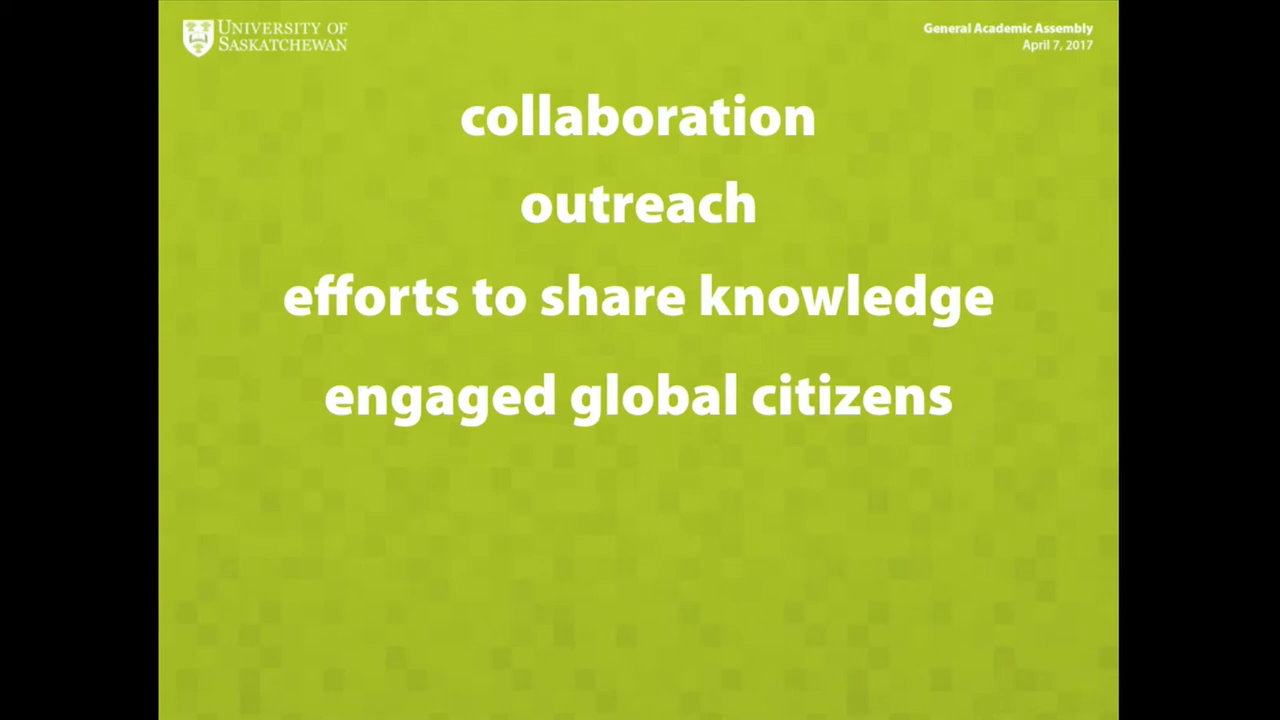 UNIVERSITY OF
SASKATCHEWAN
General Academic Assembly
April 7, 2017
collaboration
outreach
efforts to share knowledge
engaged global citizens